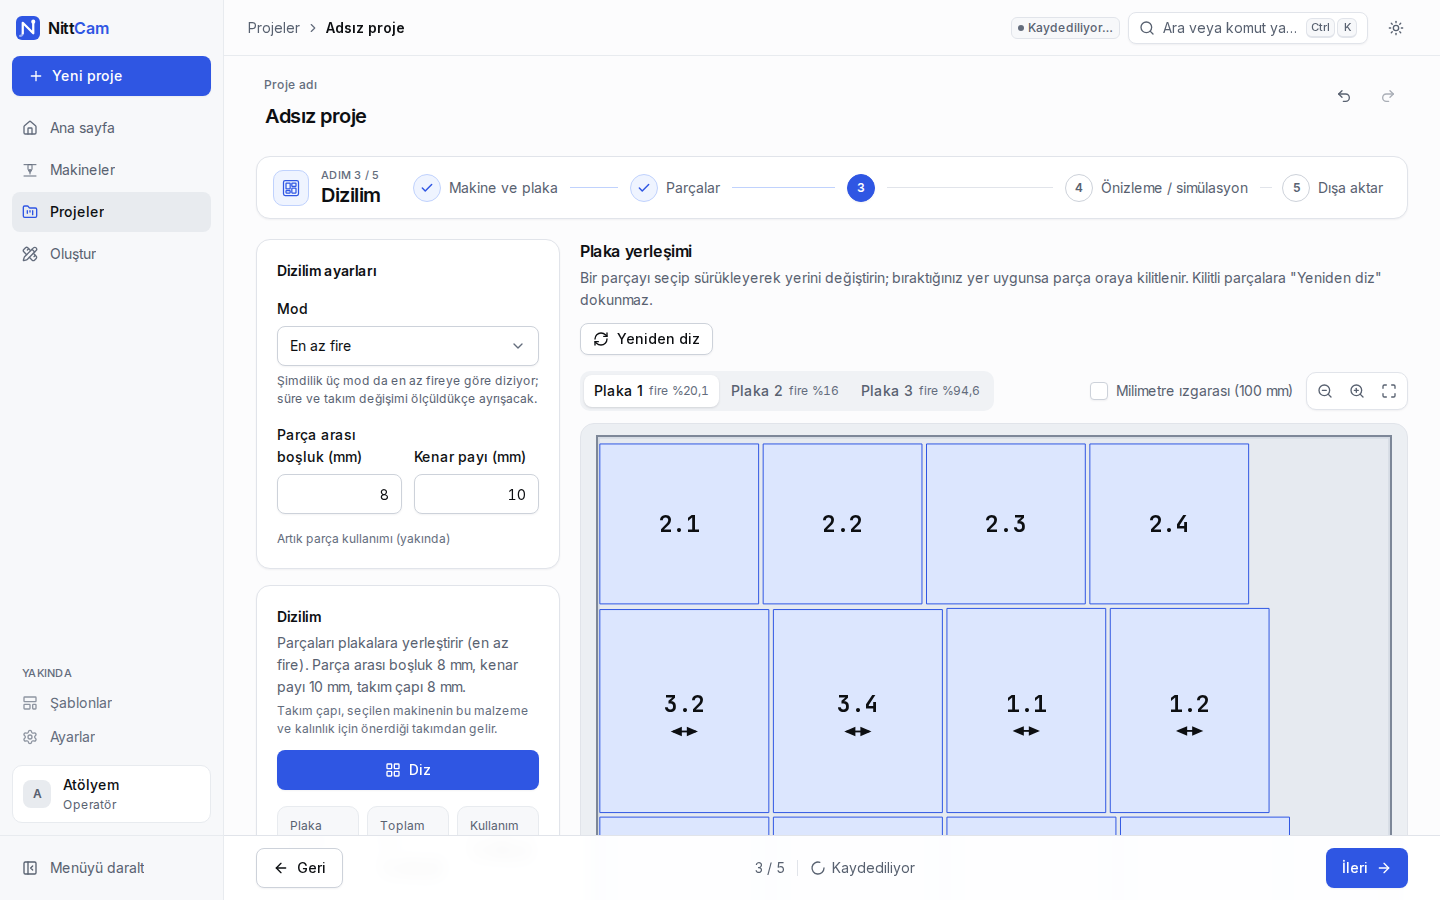 NittCam
Projeler
Adsız proje
Kaydediliyor...
Ara veya komut ya...
Ctrl
K
Yeni proje
Ana sayfa
Makineler
Projeler
Oluştur
YAKINDA
Şablonlar
Ayarlar
A
Atölyem
Operatör
Menüyü daralt
Proje adı
Adsız proje
ADIM 3 / 5
Dizilim
Makine ve plaka
Parçalar
3
4
Önizleme / simülasyon
5
Dışa aktar
Dizilim ayarları
Mod
En az fire
Şimdilik üç mod da en az fireye göre diziyor;
süre ve takım değişimi ölçüldükçe ayrışacak.
Parça arası
boşluk (mm)
Kenar payı (mm)
8
10
Artık parça kullanımı (yakında)
Dizilim
Parçaları plakalara yerleştirir (en az
fire). Parça arası boşluk 8 mm, kenar
payı 10 mm, takım çapı 8 mm.
Takım çapı, seçilen makinenin bu malzeme
ve kalınlık için önerdiği takımdan gelir.
Diz
Plaka
Toplam
Kullanım
Plaka yerleşimi
Bir parçayı seçip sürükleyerek yerini değiştirin; bıraktığınız yer uygunsa parça oraya kilitlenir. Kilitli parçalara "Yeniden diz"
dokunmaz.
Yeniden diz
Plaka 1 fire %20,1
Plaka 2 fire %16
Plaka 3 fire %94,6
Milimetre ızgarası (100 mm)
2.1
2.2
2.3
2.4
3.2
3.4
1.1
1.2
Geri
3 / 5
Kaydediliyor
İleri